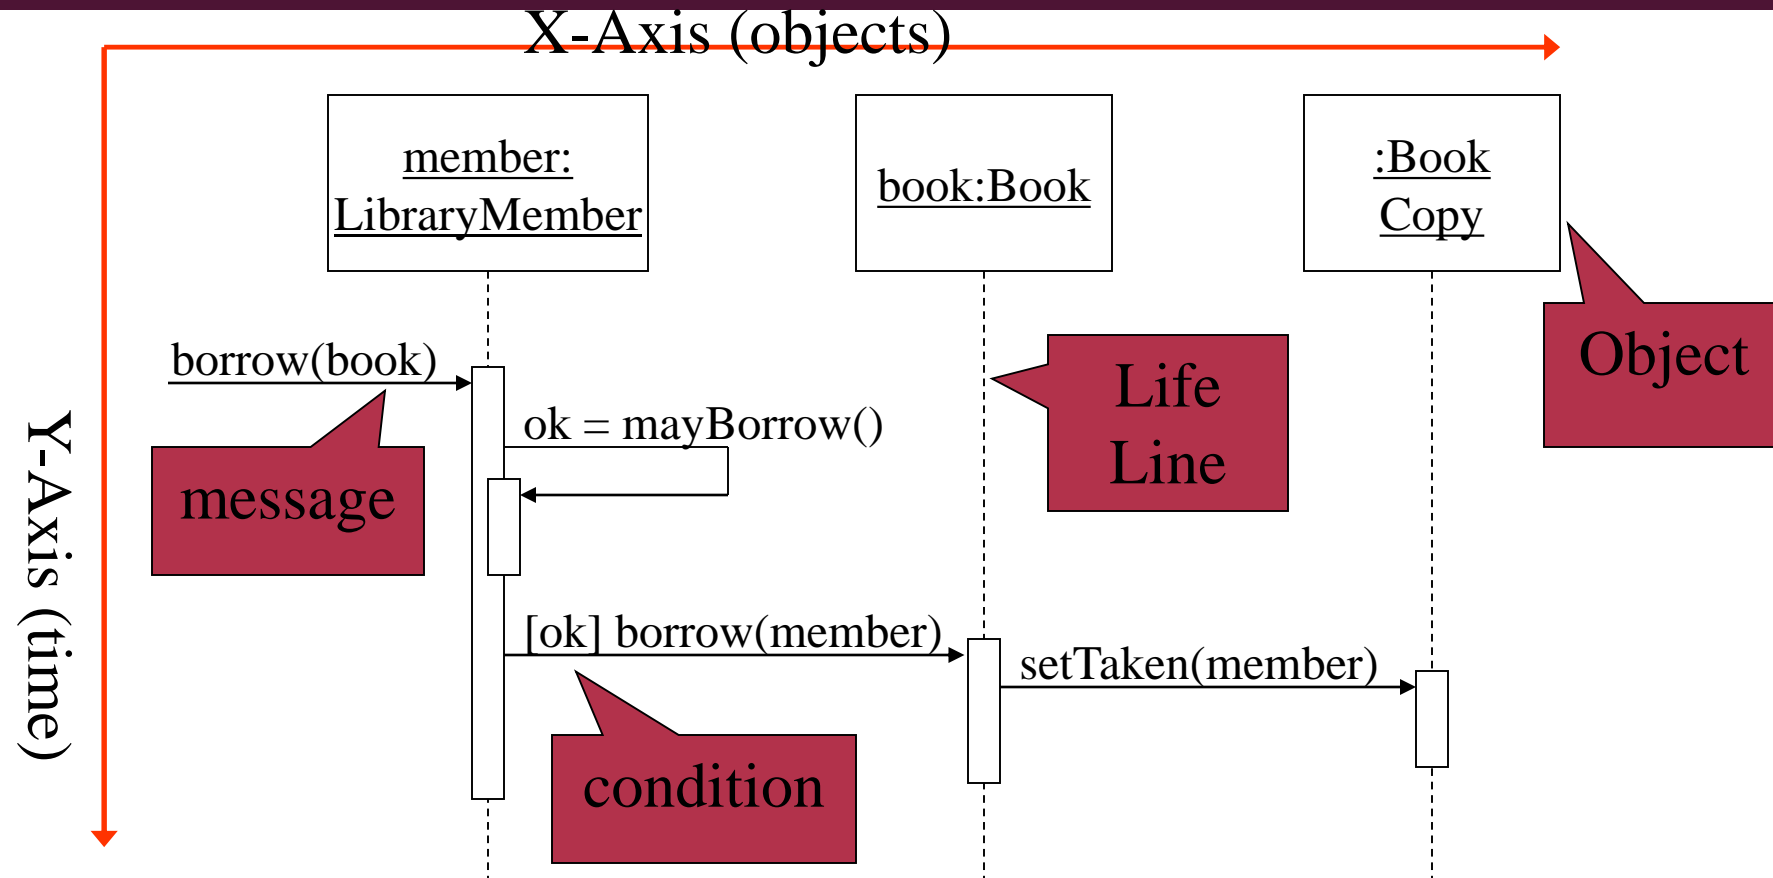 X-Axis (objects)
member:
LibraryMember
book:Book
:Book
Copy
Object
borrow(book)
Life
Line
ok = mayBorrow()
message
Y-Axis (time)
[ok] borrow(member)
setTaken(member)
condition